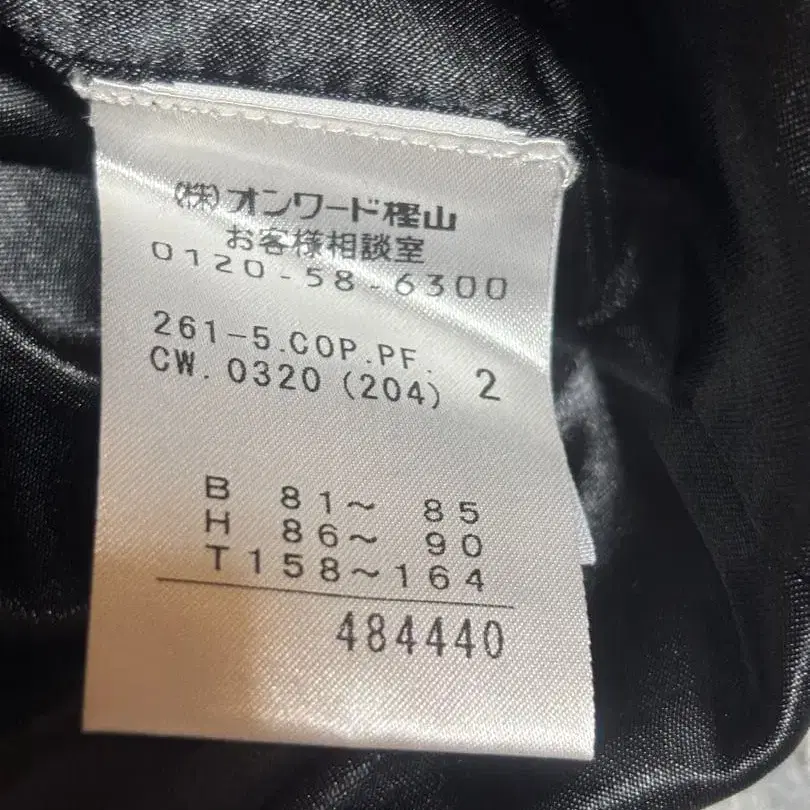 (株)オンワード樫山
お客様相談室
0120-58-6300
261-5.COP.PF.
CW.0320(204) 2
B 81～ 85
H 86～ 90
T158～164
484440